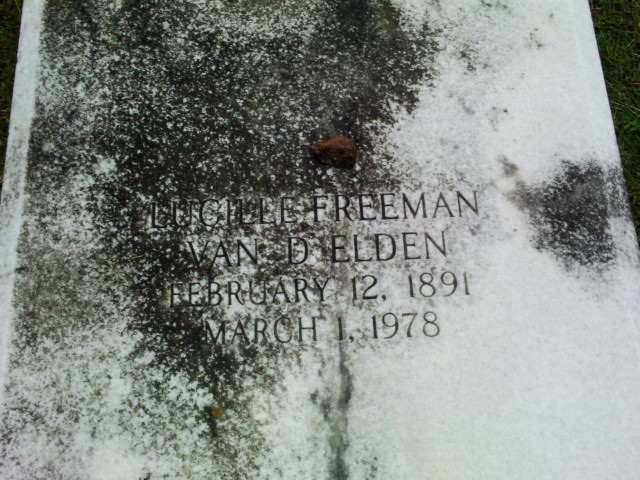 LUCILLE FREEMAN
VAN D ELDEN
FEBRUARY 12, 1891
MARCH 1, 1978